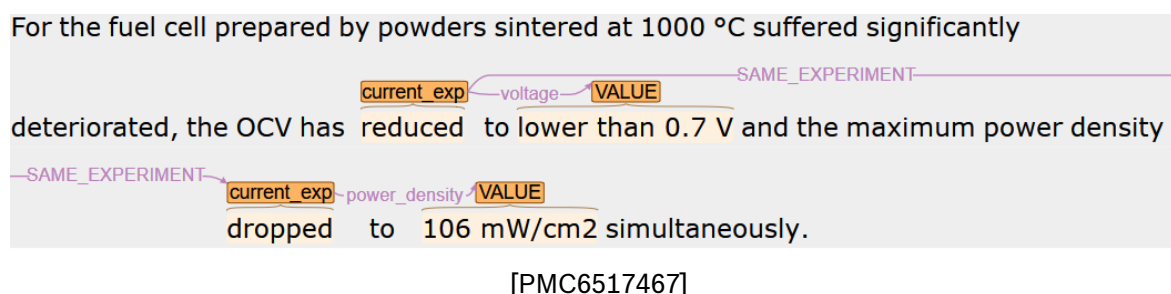 For the fuel cell prepared by powders sintered at 1000 °C suffered significantly
SAME_EXPERIMENT
current_exp voltage VALUE
deteriorated, the OCV has reduced to lower than 0.7 V and the maximum power density
SAME_EXPERIMENT
current_exp power_density VALUE
dropped to 106 mW/cm2 simultaneously.
[PMC6517467]